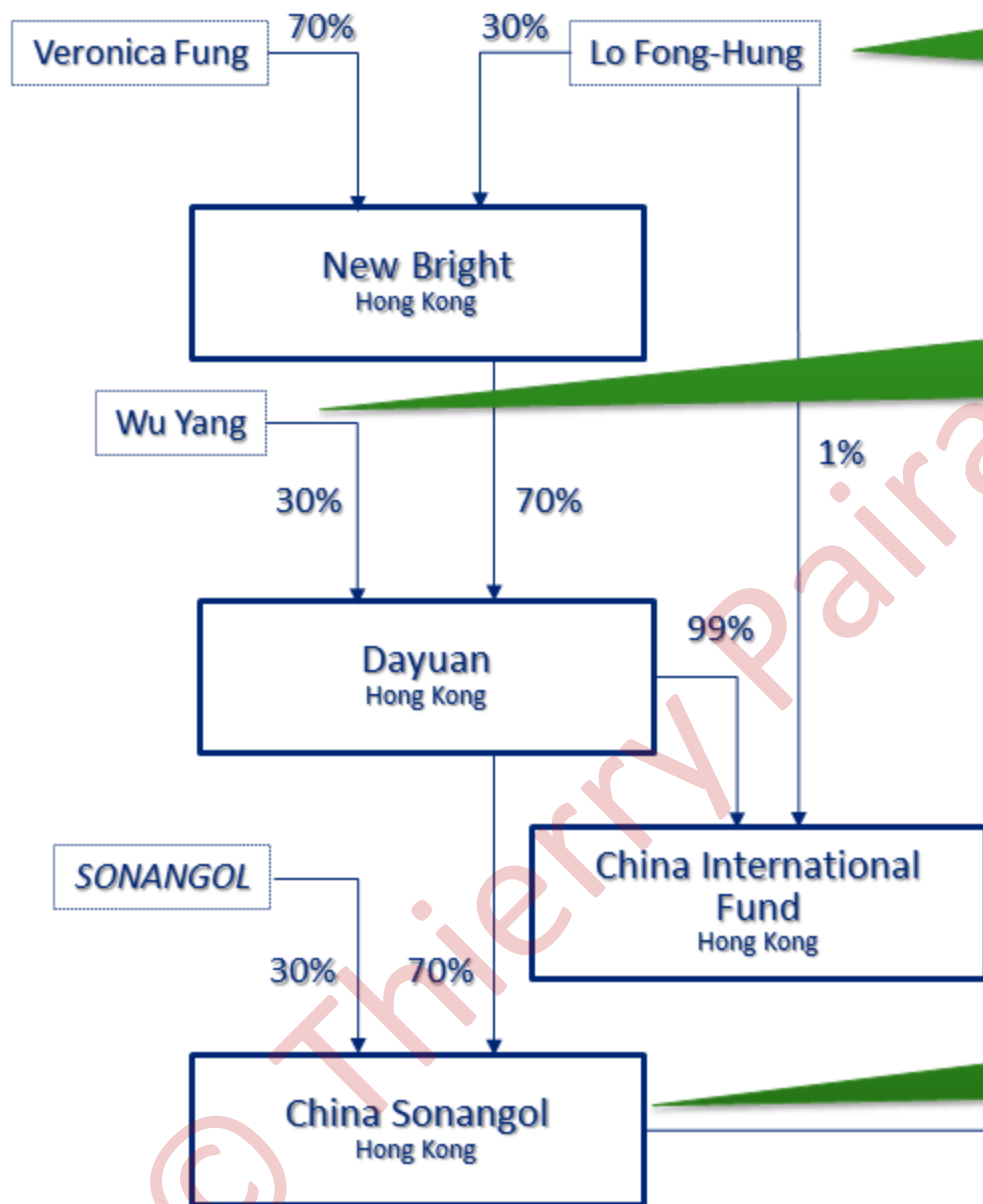 70%
30%
Veronica Fung
Lo Fong-Hung
New Bright
Hong Kong
Wu Yang
1%
30%
70%
Dayuan
Hong Kong
99%
SONANGOL
China International
Fund
Hong Kong
30%
70%
China Sonangol
Hong Kong
© Thierry Paira